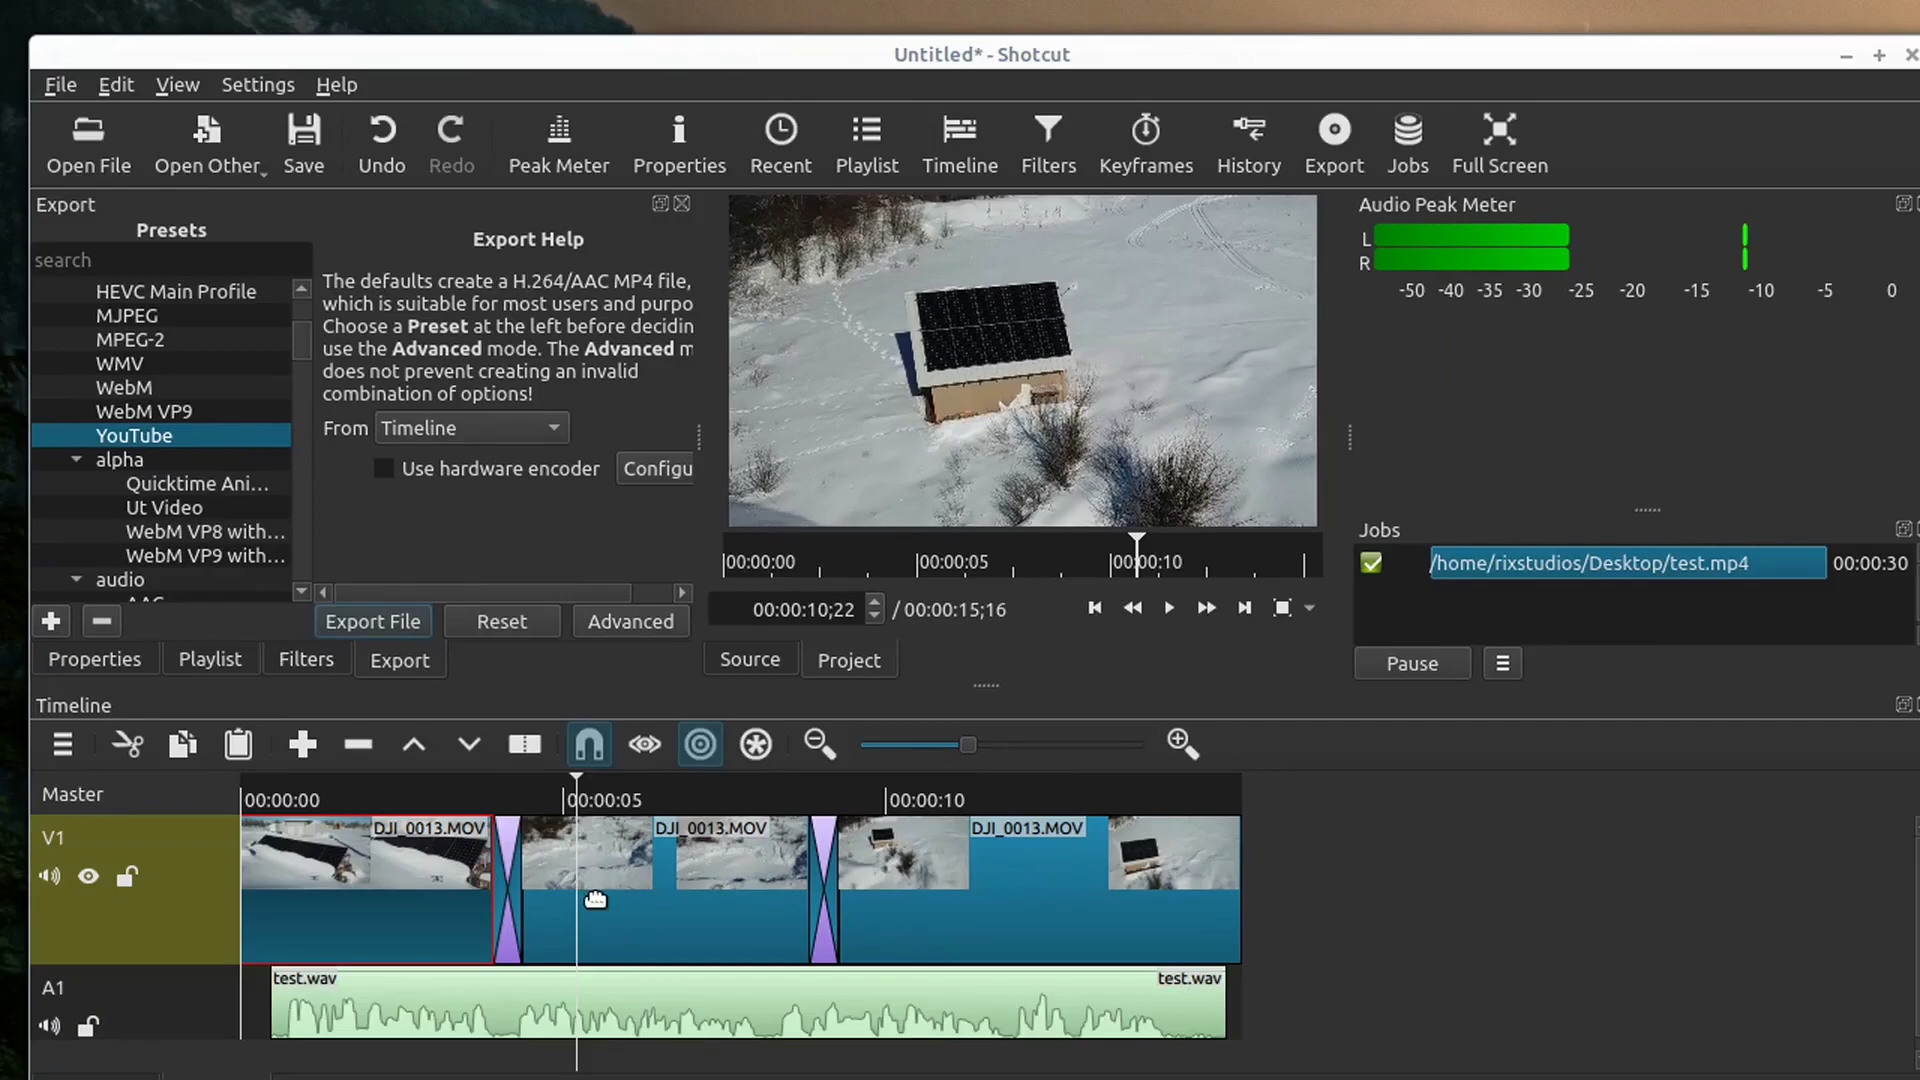 Untitled* - Shotcut
File Edit View Settings Help
Open File Open Other Save Undo Redo Peak Meter Properties Recent Playlist Timeline Filters Keyframes History Export Jobs Full Screen
Export
Presets
search
HEVC Main Profile
MJPEG
MPEG-2
WMV
WebM
WebM VP9
YouTube
alpha
Quicktime Ani...
Ut Video
WebM VP8 with...
WebM VP9 with...
audio
Export Help
The defaults create a H.264/AAC MP4 file,
which is suitable for most users and purpo
Choose a Preset at the left before decidin
use the Advanced mode. The Advanced m
does not prevent creating an invalid
combination of options!
From Timeline
Use hardware encoder Configu
Export File Reset Advanced
Properties Playlist Filters Export
00:00:00 00:00:05 00:00:10
00:00:10;22 / 00:00:15;16
Source Project
Audio Peak Meter
L
R
-50 -40 -35 -30 -25 -20 -15 -10 -5 0
Jobs
/home/rixstudios/Desktop/test.mp4 00:00:30
Pause
Timeline
Master 00:00:00 00:00:05 00:00:10
V1 DJI_0013.MOV DJI_0013.MOV DJI_0013.MOV
A1 test.wav test.wav